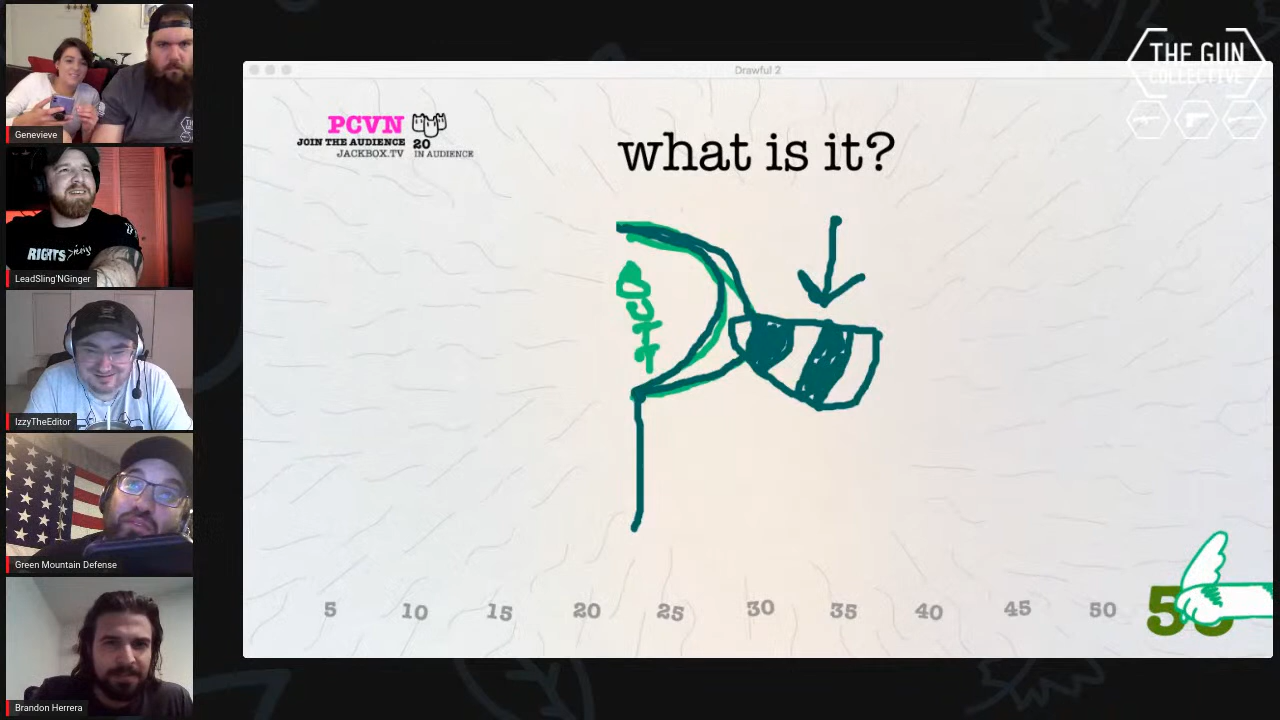 Genevieve
LeadSling'NGinger
IzzyTheEditor
Green Mountain Defense
Brandon Herrera
RIGHTS
Drawful 2
THE GUN
COLLECTIVE
PCVN
JOIN THE AUDIENCE
JACKBOX.TV
20
IN AUDIENCE
what is it?
5
10
15
20
25
30
35
40
45
50